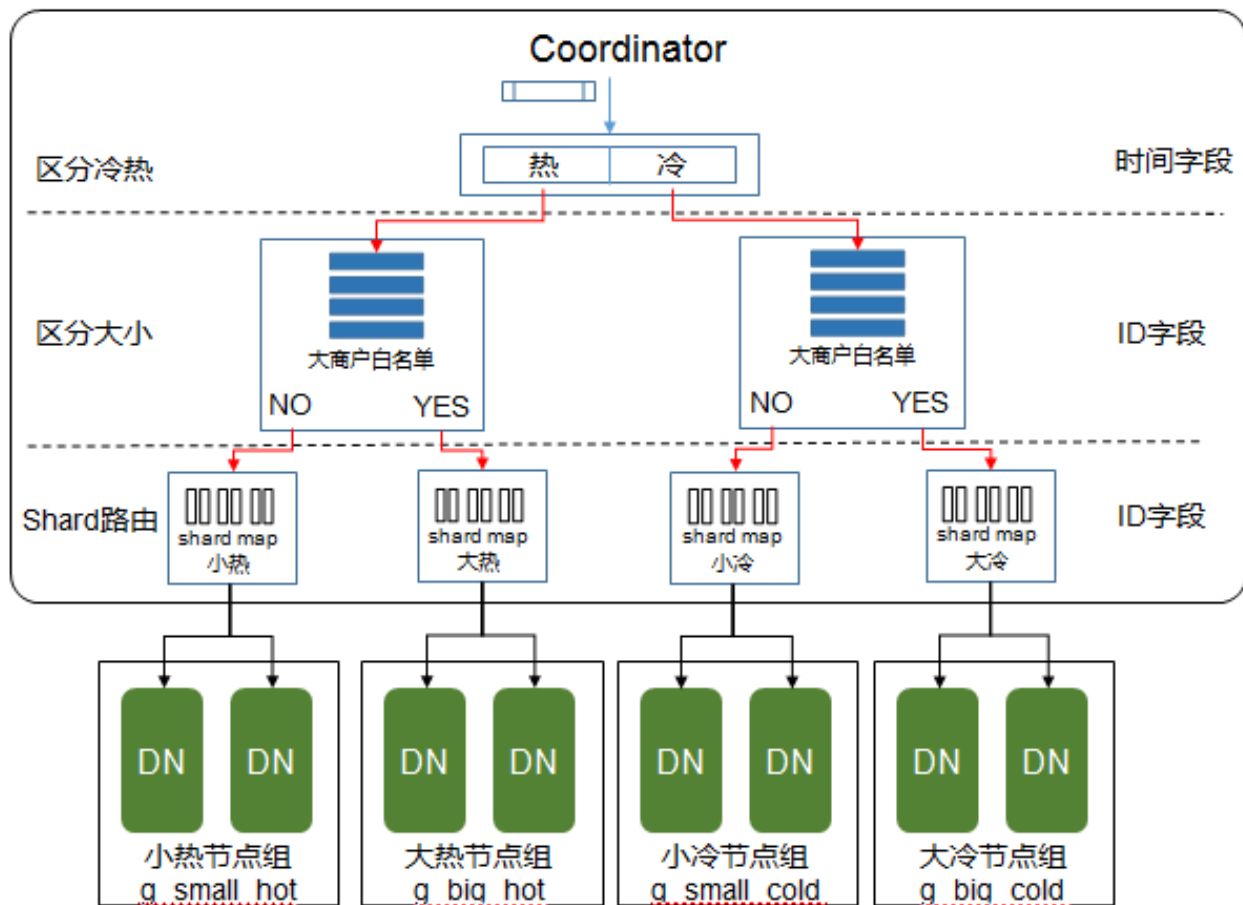 Coordinator
区分冷热
热
冷
时间字段
区分大小
大商户白名单
NO
YES
大商户白名单
NO
YES
ID字段
Shard路由
shard map
小热
shard map
大热
shard map
小冷
shard map
大冷
ID字段
DN
DN
DN
DN
DN
DN
DN
DN
小热节点组
g_small_hot
大热节点组
g_big_hot
小冷节点组
g_small_cold
大冷节点组
g_big_cold